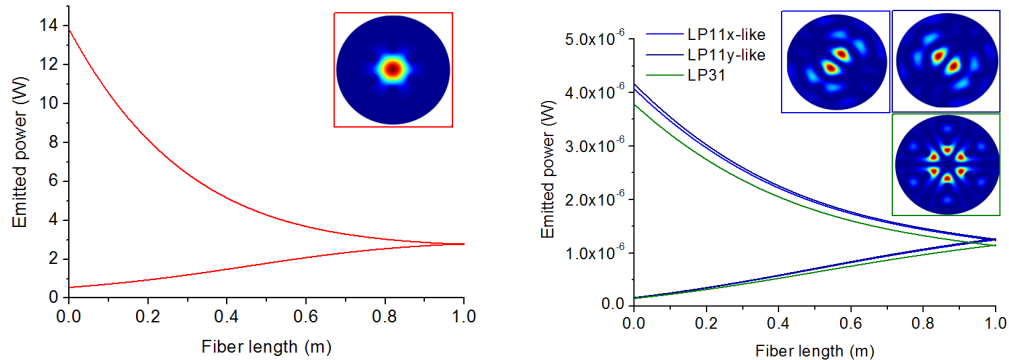 14
12
10
8
6
4
2
0
Emitted power (W)
0.0 0.2 0.4 0.6 0.8 1.0
Fiber length (m)
LP11x-like
LP11y-like
LP31
5.0x10⁻⁶
4.0x10⁻⁶
3.0x10⁻⁶
2.0x10⁻⁶
1.0x10⁻⁶
0.0
Emitted power (W)
0.0 0.2 0.4 0.6 0.8 1.0
Fiber length (m)